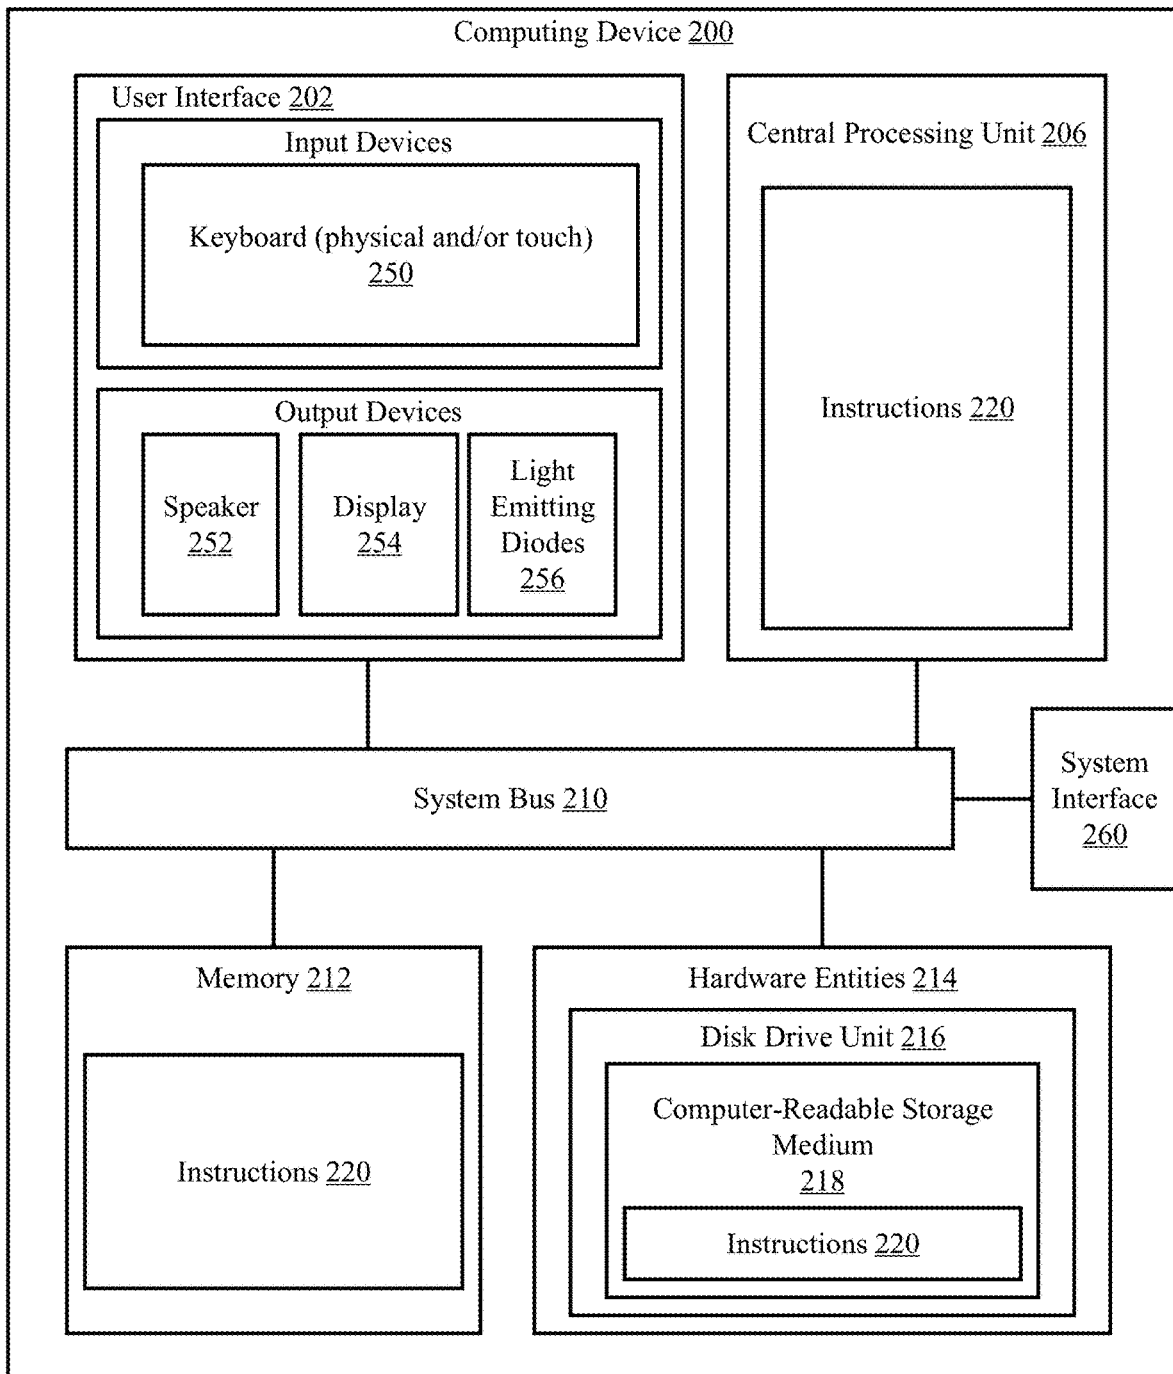 Computing Device 200
User Interface 202
Input Devices
Keyboard (physical and/or touch)
250
Output Devices
Speaker
252
Display
254
Light
Emitting
Diodes
256
Central Processing Unit 206
Instructions 220
System Bus 210
System
Interface
260
Memory 212
Instructions 220
Hardware Entities 214
Disk Drive Unit 216
Computer-Readable Storage
Medium
218
Instructions 220